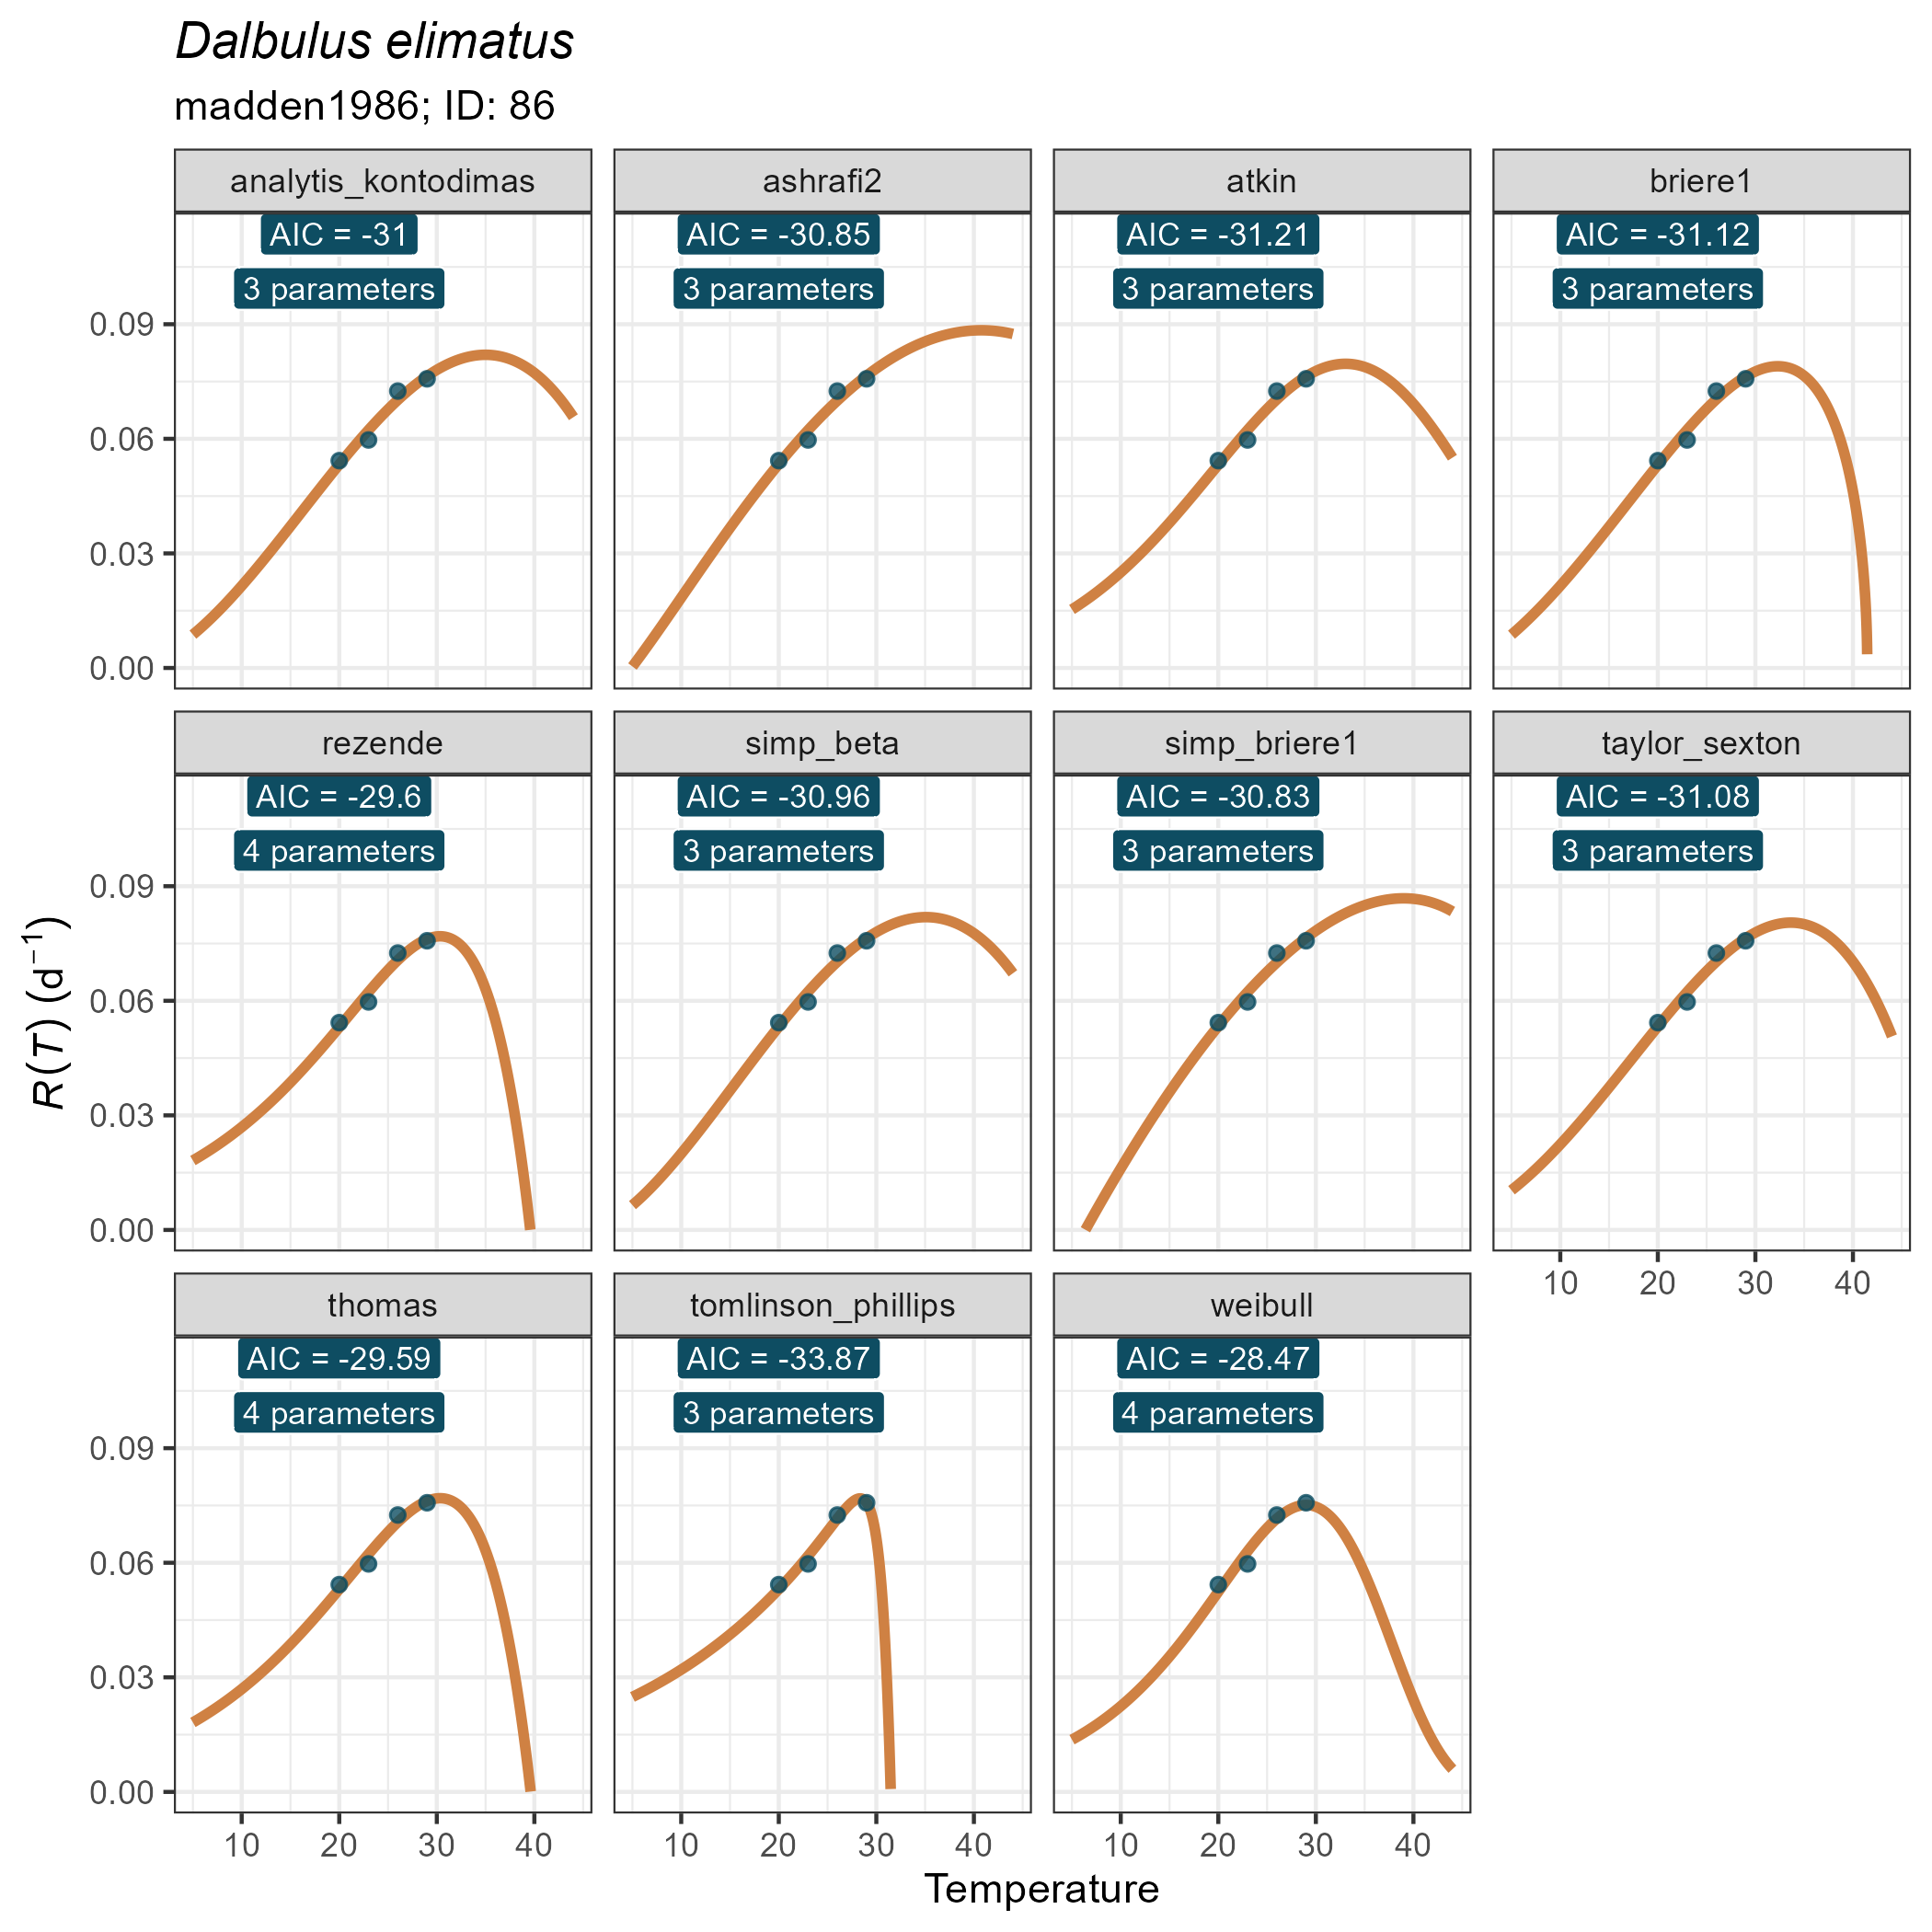 Dalbulus elimatus
madden1986; ID: 86
analytis_kontodimas
ashrafi2
atkin
briere1
AIC = -31
AIC = -30.85
AIC = -31.21
AIC = -31.12
3 parameters
3 parameters
3 parameters
3 parameters
0.09
0.06
0.03
0.00
rezende
simp_beta
simp_briere1
taylor_sexton
AIC = -29.6
AIC = -30.96
AIC = -30.83
AIC = -31.08
4 parameters
3 parameters
3 parameters
3 parameters
0.09
0.06
0.03
0.00
10 20 30 40
R(T) (d⁻¹)
thomas
tomlinson_phillips
weibull
AIC = -29.59
AIC = -33.87
AIC = -28.47
4 parameters
3 parameters
4 parameters
0.09
0.06
0.03
0.00
10 20 30 40
10 20 30 40
10 20 30 40
Temperature